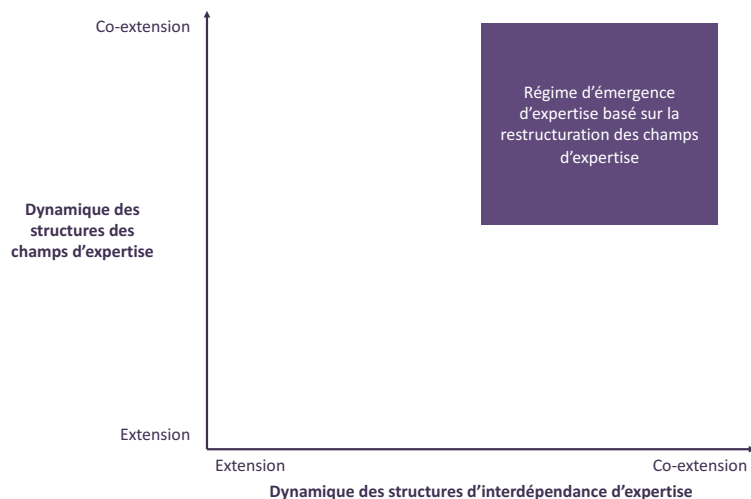 Co-extension
Régime d’émergence
d’expertise basé sur la
restructuration des champs
d’expertise
Dynamique des
structures des
champs d’expertise
Extension
Extension
Co-extension
Dynamique des structures d’interdépendance d’expertise